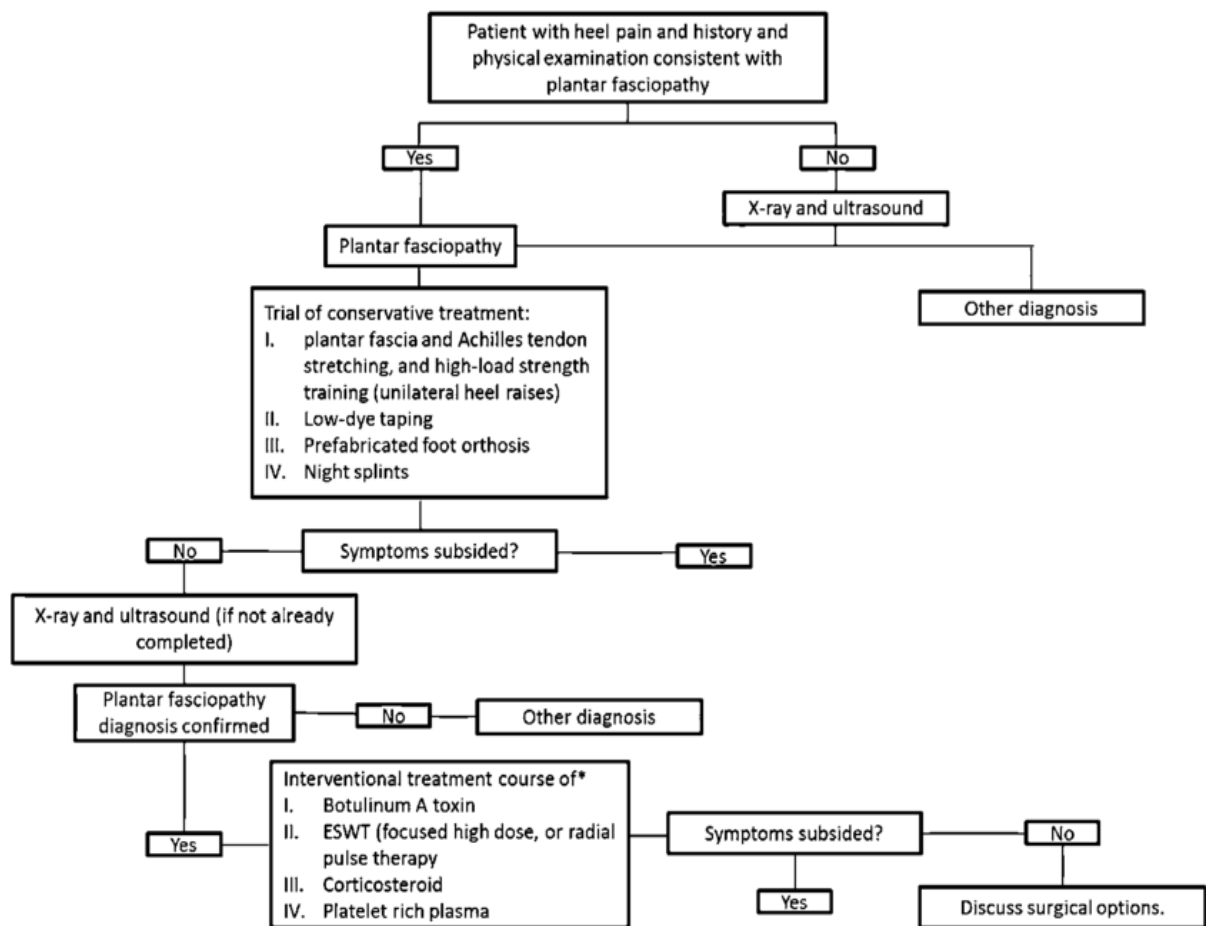 Patient with heel pain and history and
physical examination consistent with
plantar fasciopathy
Yes
No
X-ray and ultrasound
Plantar fasciopathy
Other diagnosis
Trial of conservative treatment:
I. plantar fascia and Achilles tendon
stretching, and high-load strength
training (unilateral heel raises)
II. Low-dye taping
III. Prefabricated foot orthosis
IV. Night splints
No
Symptoms subsided?
Yes
X-ray and ultrasound (if not already
completed)
Plantar fasciopathy
diagnosis confirmed
No
Other diagnosis
Yes
Interventional treatment course of*
I. Botulinum A toxin
II. ESWT (focused high dose, or radial
pulse therapy
III. Corticosteroid
IV. Platelet rich plasma
Symptoms subsided?
No
Yes
Discuss surgical options.